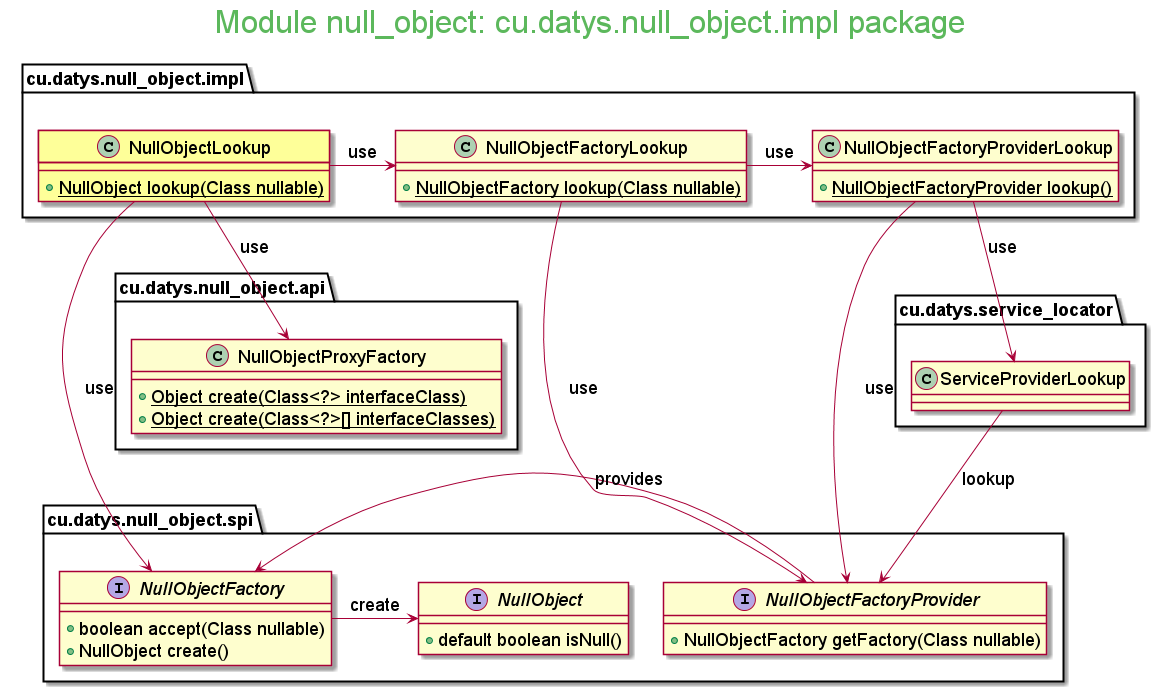 Module null_object: cu.datys.null_object.impl package
cu.datys.null_object.impl
C NullObjectLookup
NullObject lookup(Class nullable)
use
C NullObjectFactoryLookup
NullObjectFactory lookup(Class nullable)
use
C NullObjectFactoryProviderLookup
NullObjectFactoryProvider lookup()
use
use
cu.datys.null_object.api
C NullObjectProxyFactory
Object create(Class<?> interfaceClass)
Object create(Class<?>[] interfaceClasses)
cu.datys.service_locator
C ServiceProviderLookup
use
use
use
provides
lookup
cu.datys.null_object.spi
I NullObjectFactory
boolean accept(Class nullable)
NullObject create()
create
I NullObject
default boolean isNull()
I NullObjectFactoryProvider
NullObjectFactory getFactory(Class nullable)